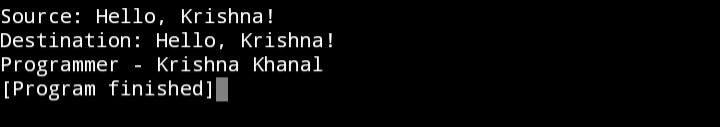 Source: Hello, Krishna!
Destination: Hello, Krishna!
Programmer - Krishna Khanal
[Program finished]